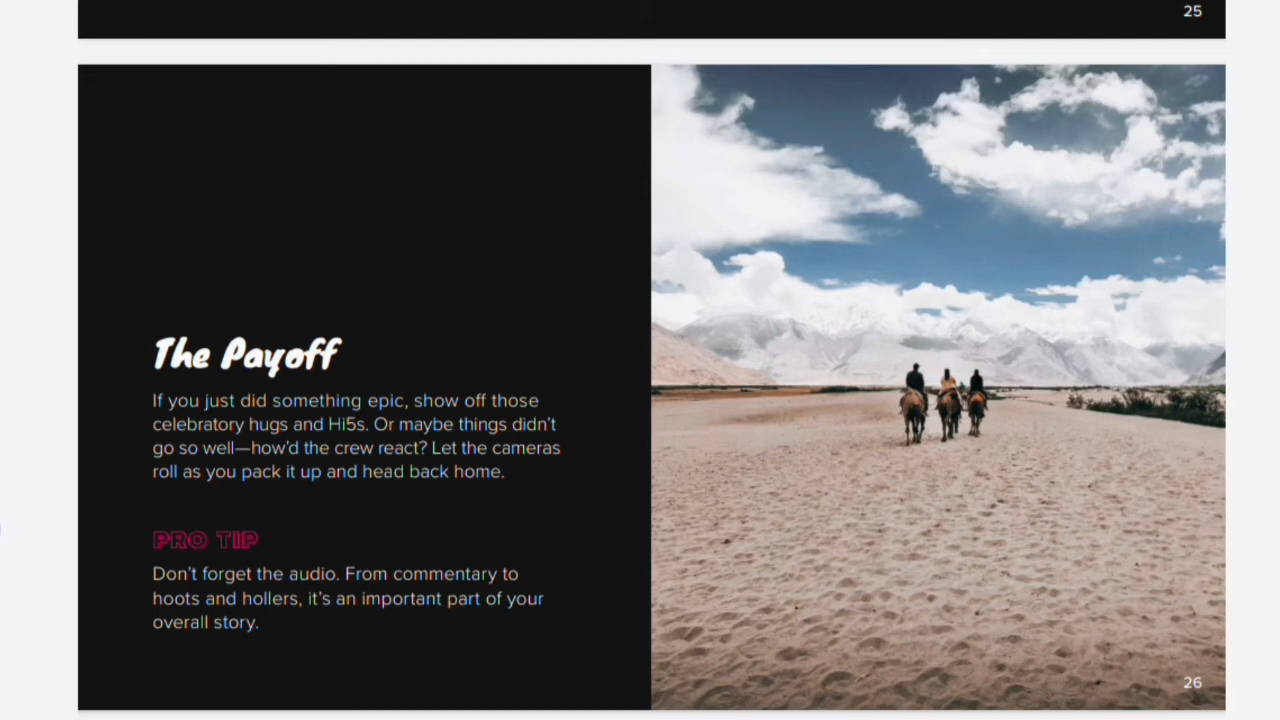 25
The Payoff
If you just did something epic, show off those
celebratory hugs and Hi5s. Or maybe things didn't
go so well—how'd the crew react? Let the cameras
roll as you pack it up and head back home.
PRO TIP
Don't forget the audio. From commentary to
hoots and hollers, it's an important part of your
overall story.
26